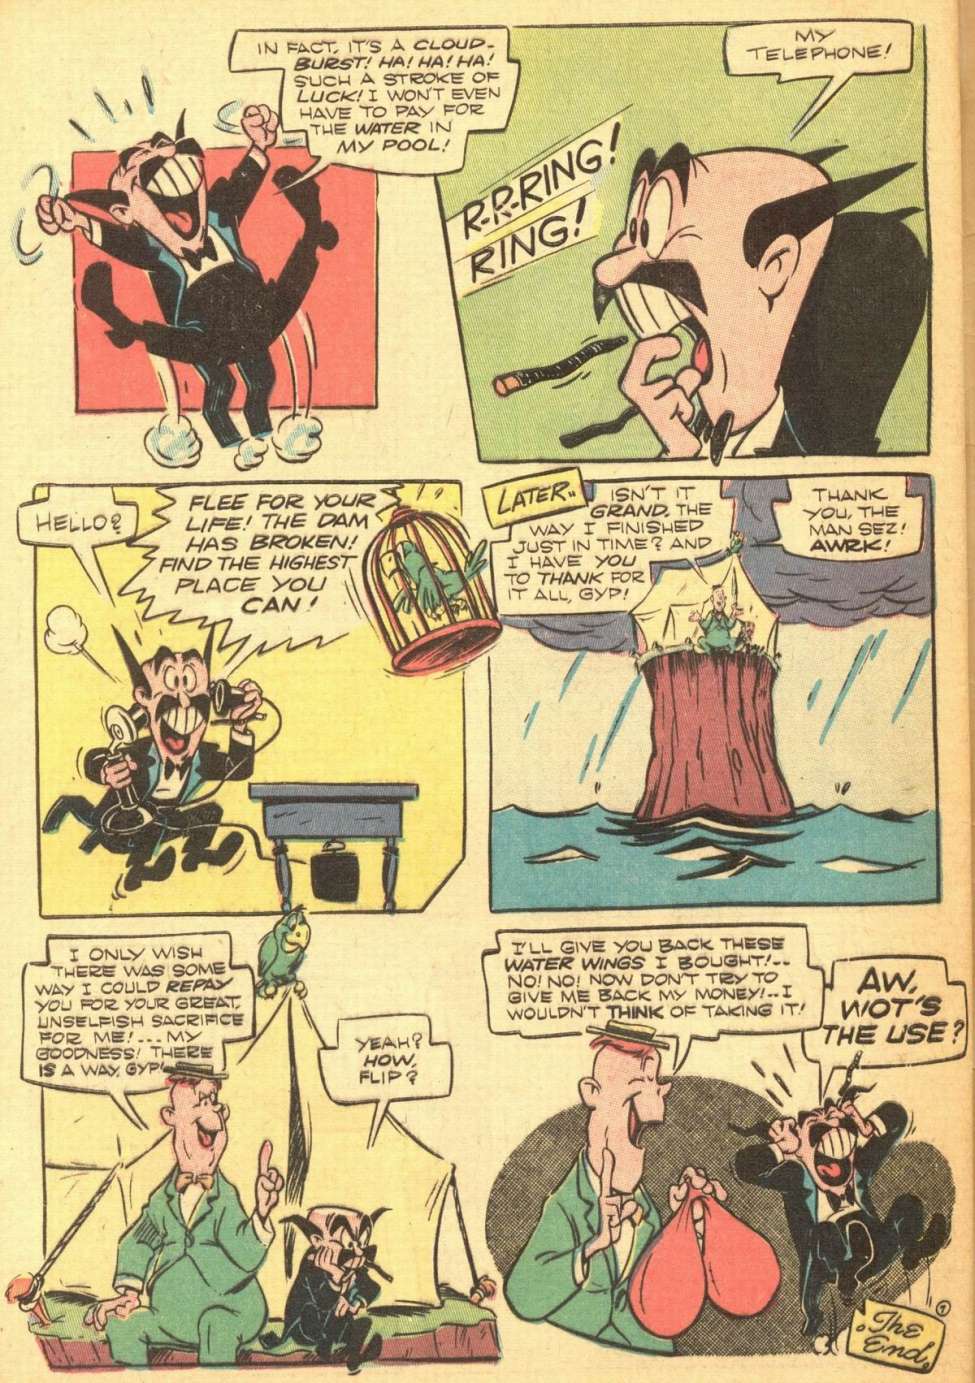 IN FACT, IT'S A CLOUD-
BURST! HA! HA! HA!
SUCH A STROKE OF
LUCK! I WON'T EVEN
HAVE TO PAY FOR
THE WATER IN
MY POOL!
R-R-RING!
RING!
MY
TELEPHONE!
HELLO?
FLEE FOR YOUR
LIFE! THE DAM
HAS BROKEN!
FIND THE HIGHEST
PLACE YOU
CAN!
LATER..
ISN'T IT
GRAND, THE
WAY I FINISHED
JUST IN TIME? AND
I HAVE YOU
TO THANK FOR
IT ALL, GYP!
THANK
YOU, THE
MAN SEZ!
AWRK!
I ONLY WISH
THERE WAS SOME
WAY I COULD REPAY
YOU FOR YOUR GREAT,
UNSELFISH SACRIFICE
FOR ME!... MY
GOODNESS! THERE
IS A WAY, GYP!
YEAH?
HOW,
FLIP?
I'LL GIVE YOU BACK THESE
WATER WINGS I BOUGHT!--
NO! NO! NOW DON'T TRY TO
GIVE ME BACK MY MONEY!--I
WOULDN'T THINK OF TAKING IT!
AW,
WOT'S
THE USE?
The
End.